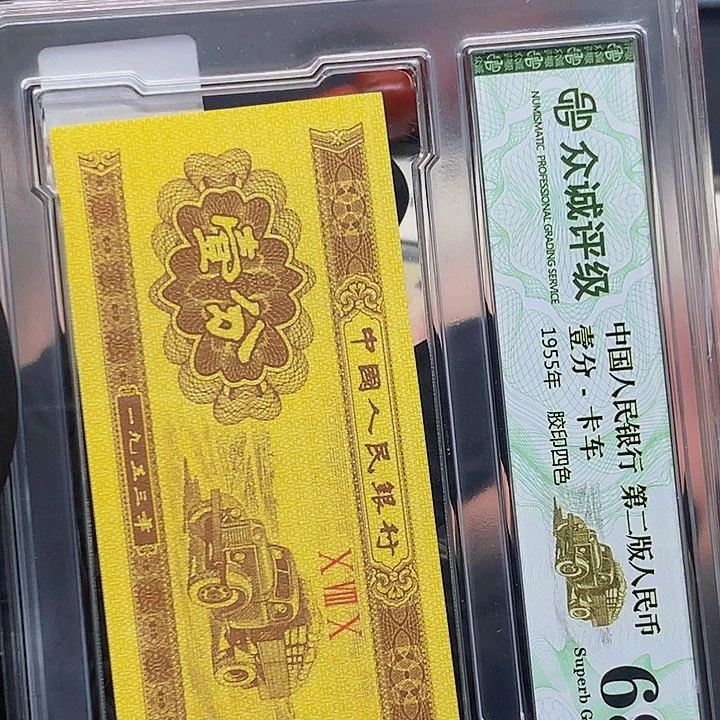 众诚评级
NUMISMATIC PROFESSIONAL GRADING SERVICE
中国人民银行 第二版人民币
壹分 - 卡车
1955年 胶印四色
Superb
中國人民銀行
X Ⅷ X
壹分
一九五三年